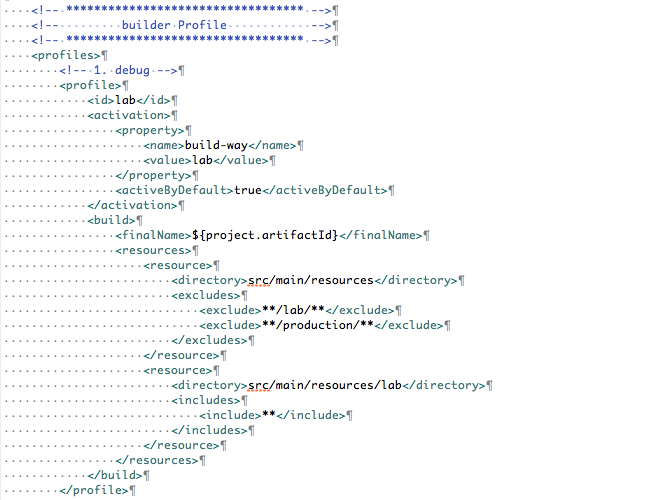 <!-- ********************************** -->
<!--         builder Profile            -->
<!-- ********************************** -->
<profiles>
<!-- 1. debug -->
<profile>
<id>lab</id>
<activation>
<property>
<name>build-way</name>
<value>lab</value>
</property>
<activeByDefault>true</activeByDefault>
</activation>
<build>
<finalName>${project.artifactId}</finalName>
<resources>
<resource>
<directory>src/main/resources</directory>
<excludes>
<exclude>**/lab/**</exclude>
<exclude>**/production/**</exclude>
</excludes>
</resource>
<resource>
<directory>src/main/resources/lab</directory>
<includes>
<include>**</include>
</includes>
</resource>
</resources>
</build>
</profile>